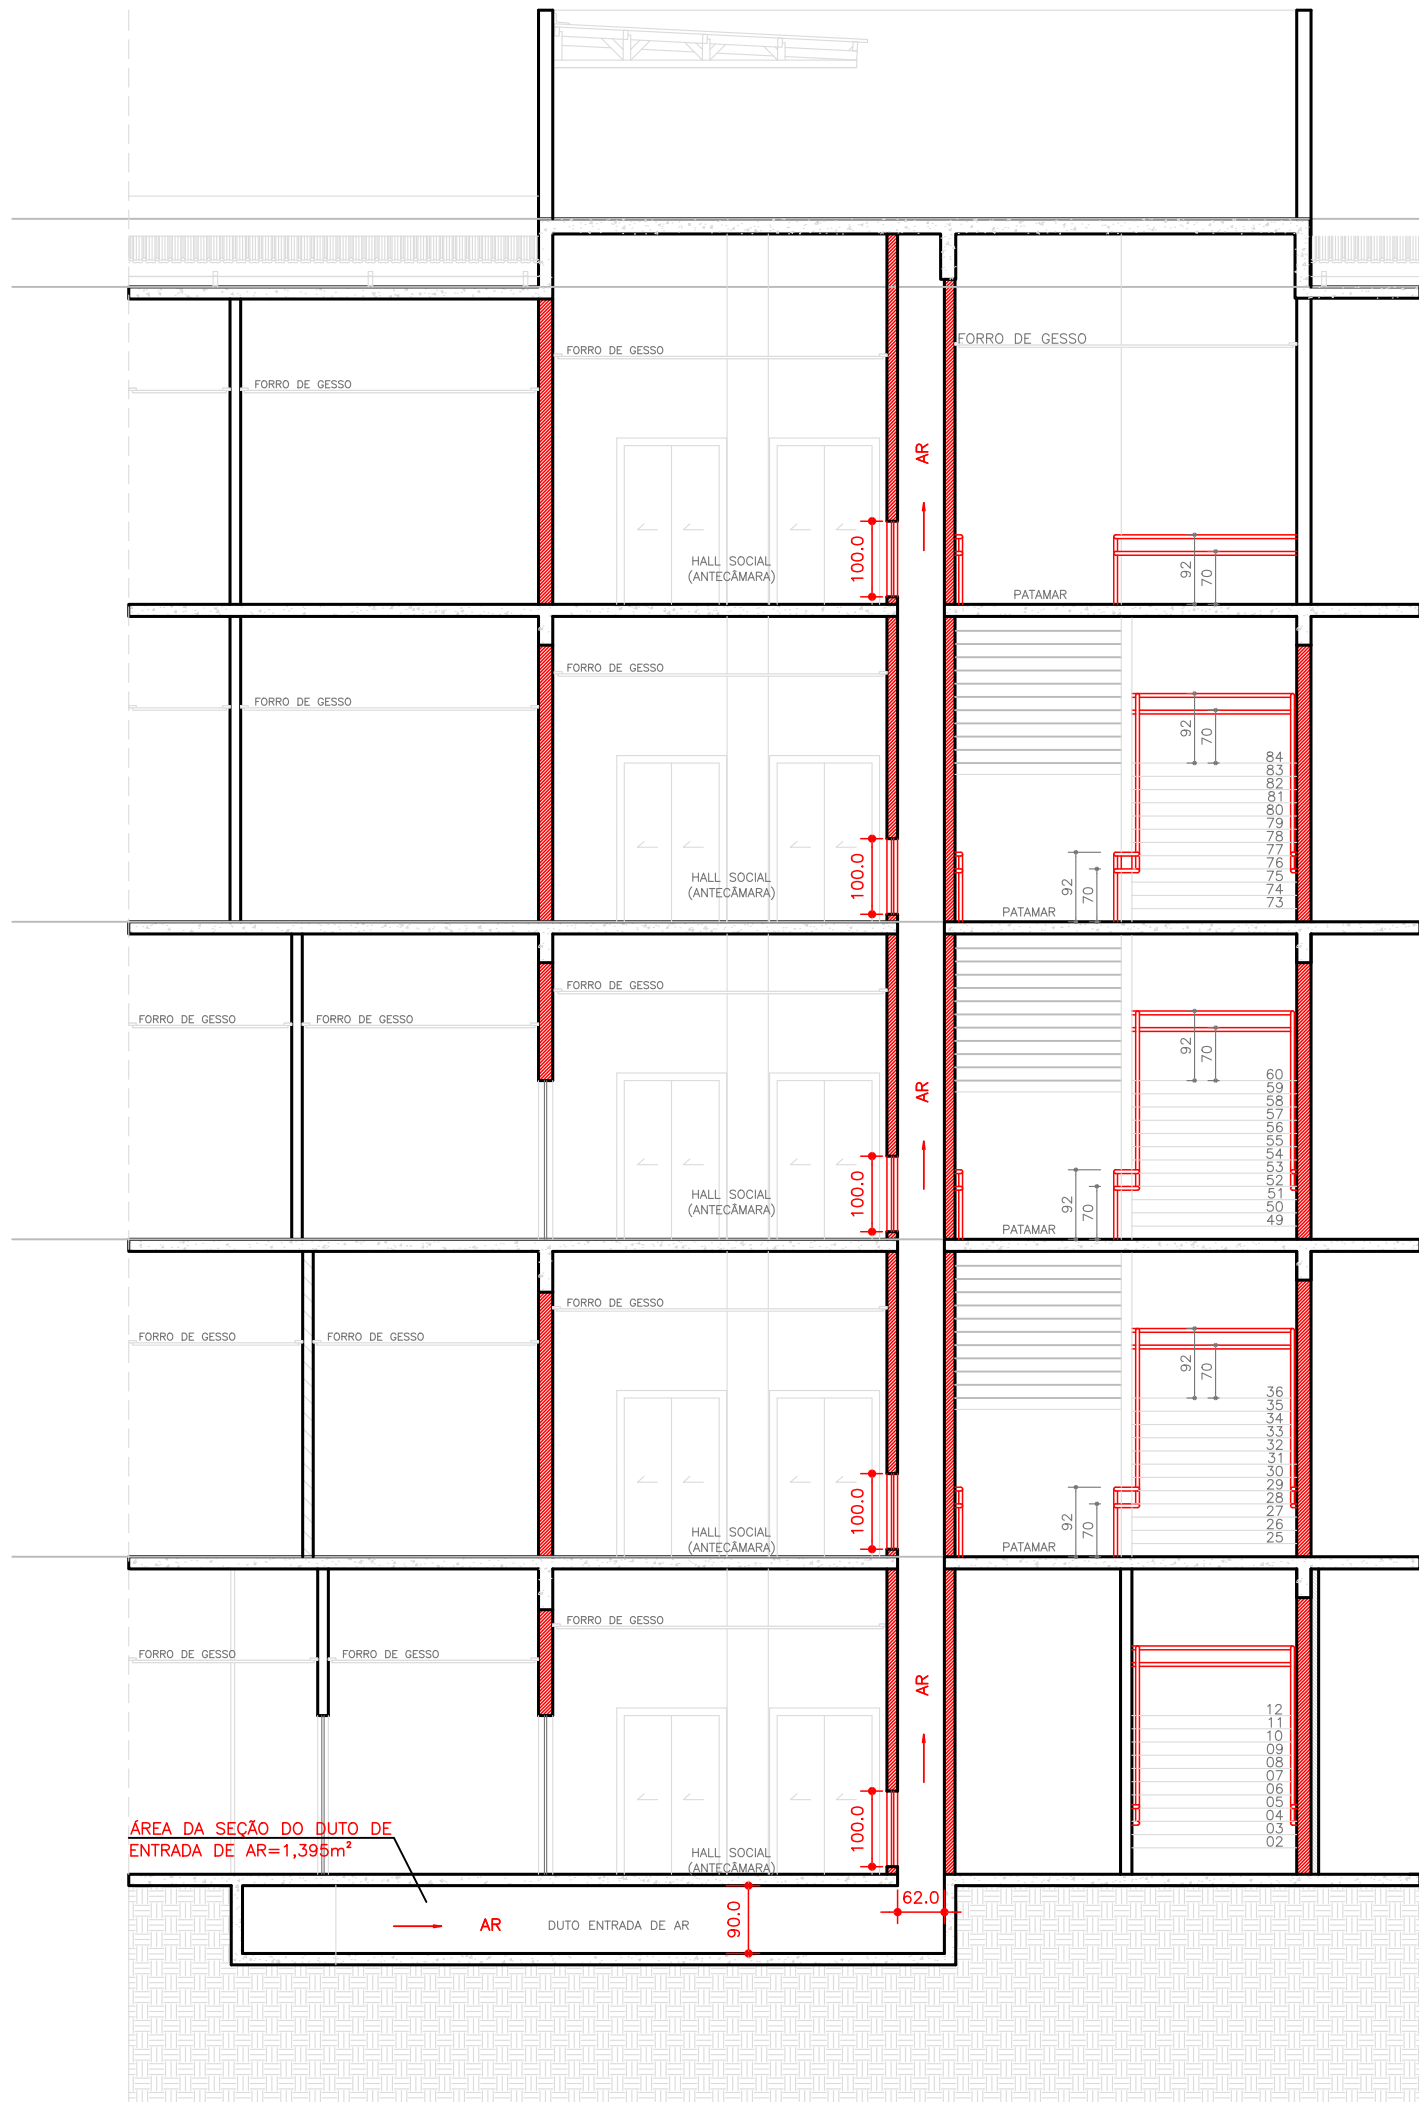 FORRO DE GESSO
FORRO DE GESSO
FORRO DE GESSO
AR
100.0
HALL SOCIAL
(ANTECÂMARA)
92
70
PATAMAR
FORRO DE GESSO
FORRO DE GESSO
92
70
84
83
82
81
80
79
78
77
76
75
74
73
100.0
HALL SOCIAL
(ANTECÂMARA)
92
70
PATAMAR
FORRO DE GESSO
FORRO DE GESSO
FORRO DE GESSO
92
70
AR
60
59
58
57
56
55
54
53
52
51
50
49
100.0
HALL SOCIAL
(ANTECÂMARA)
92
70
PATAMAR
FORRO DE GESSO
FORRO DE GESSO
FORRO DE GESSO
92
70
36
35
34
33
32
31
30
29
28
27
26
25
100.0
HALL SOCIAL
(ANTECÂMARA)
92
70
PATAMAR
FORRO DE GESSO
FORRO DE GESSO
FORRO DE GESSO
AR
12
11
10
09
08
07
06
05
04
03
02
100.0
ÁREA DA SEÇÃO DO DUTO DE
ENTRADA DE AR=1,395m²
HALL SOCIAL
(ANTECÂMARA)
62.0
90.0
AR
DUTO ENTRADA DE AR